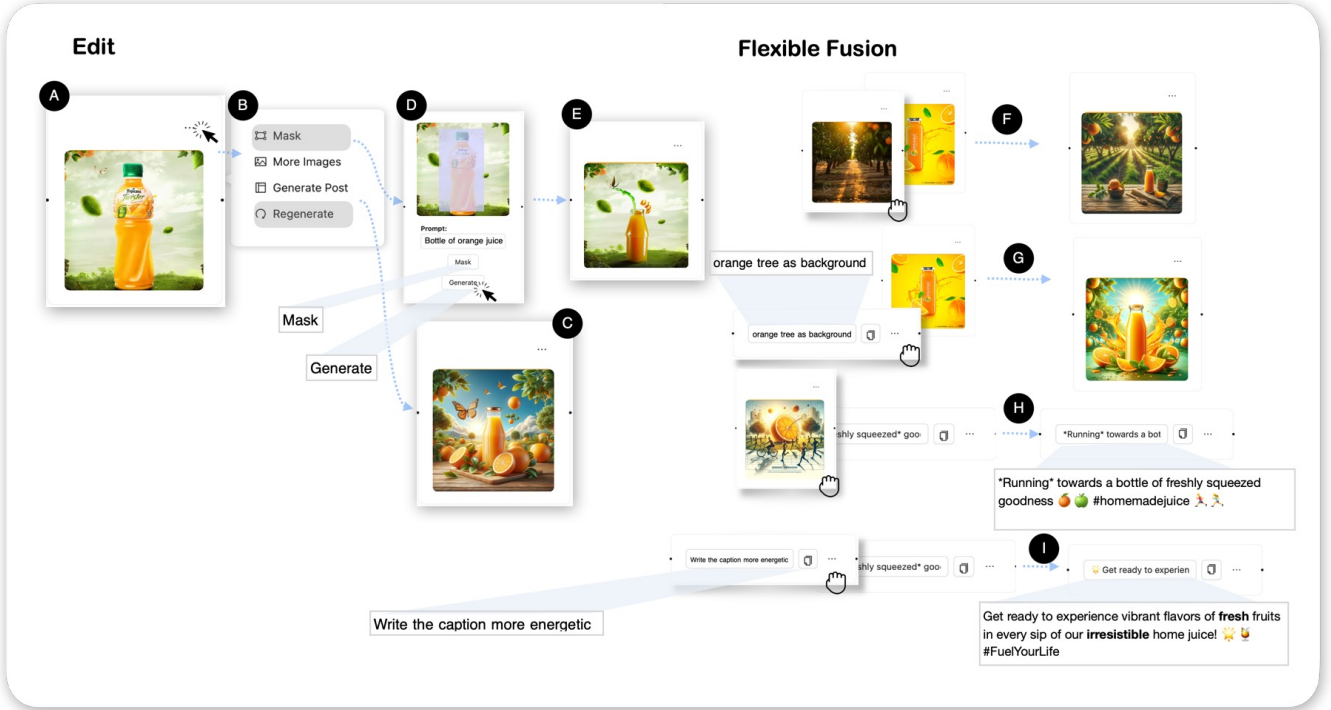 Edit
Flexible Fusion
A
B
Mask
More Images
Generate Post
Regenerate
D
Prompt:
Bottle of orange juice
Mask
Generate
E
Mask
Generate
C
F
orange tree as background
orange tree as background
G
shly squeezed* goo
H
*Running* towards a bot
*Running* towards a bottle of freshly squeezed
goodness 🍊 🍏 #homemadejuice 🏃 🏃
Write the caption more energetic
shly squeezed* goo
I
🌟 Get ready to experien
Write the caption more energetic
Get ready to experience vibrant flavors of fresh fruits
in every sip of our irresistible home juice! 🌟 🍹
#FuelYourLife